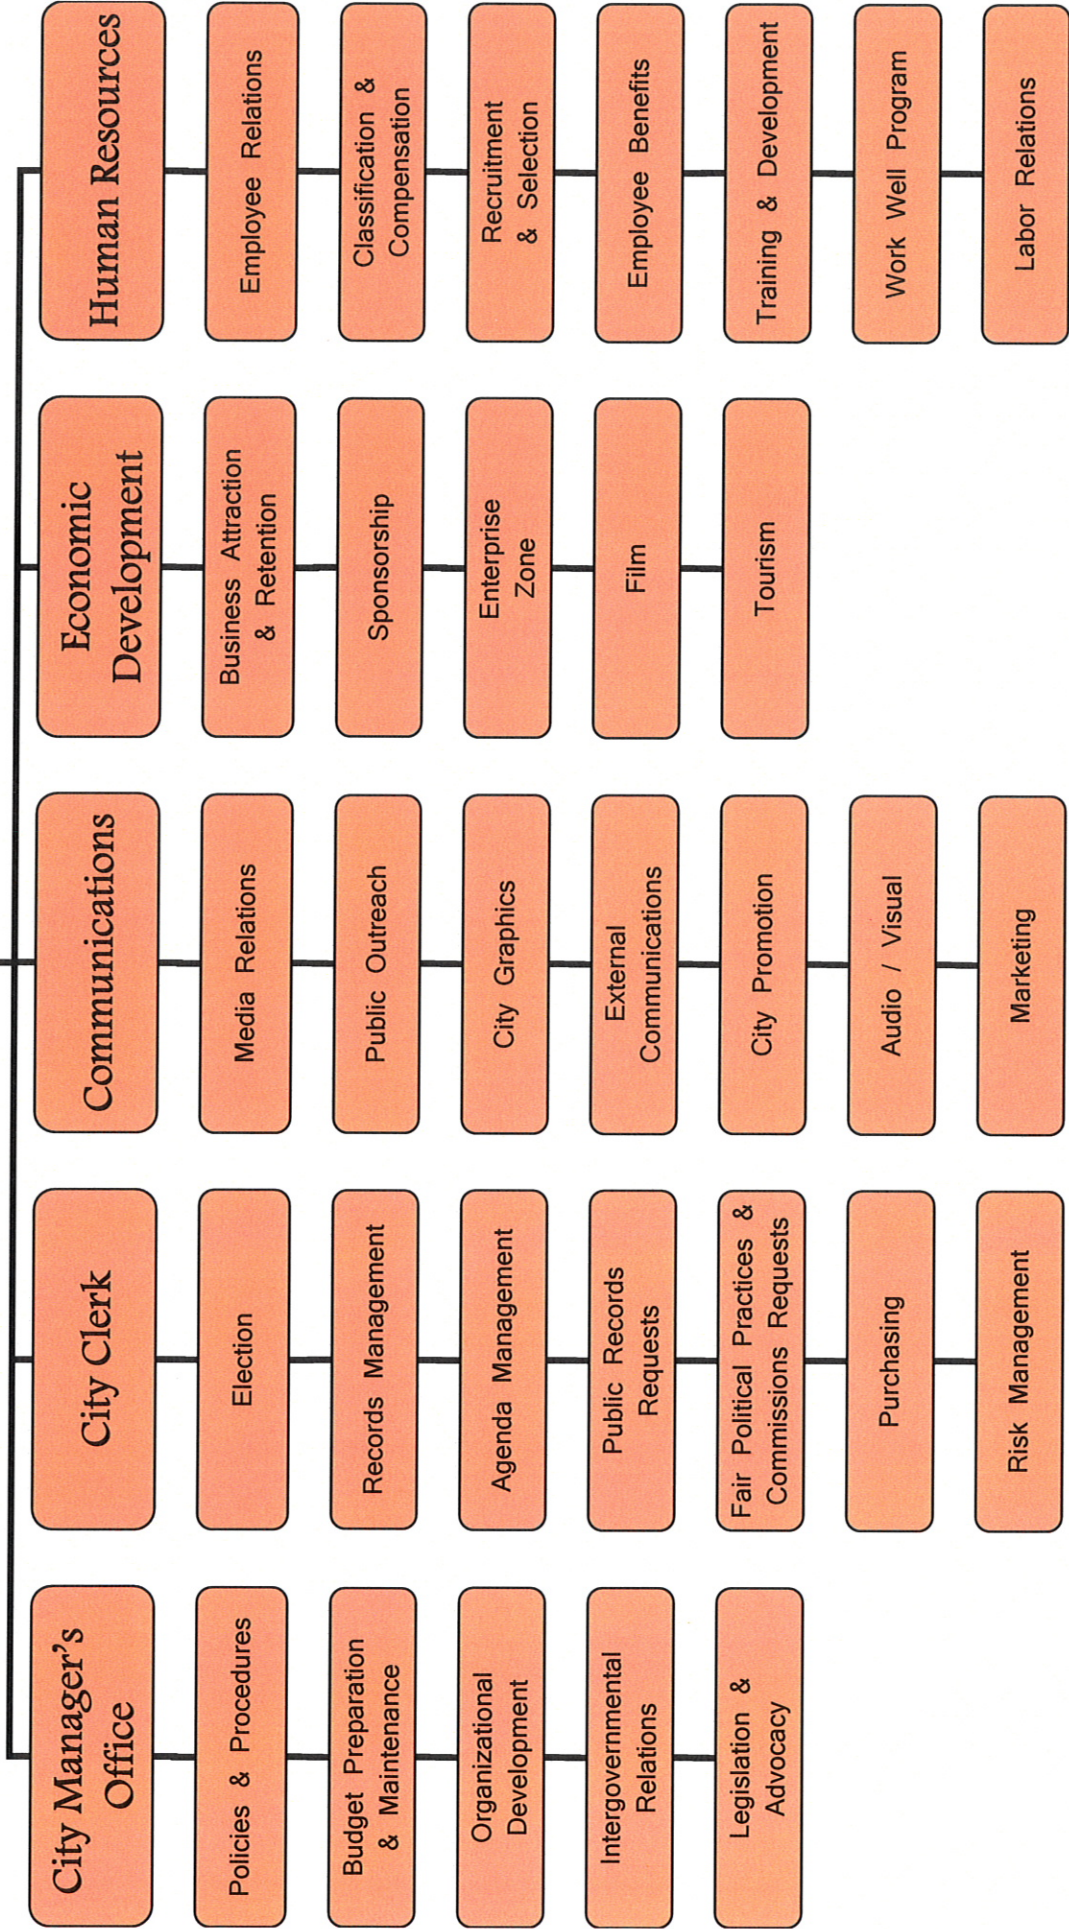 City Manager's
Office
Policies & Procedures
Budget Preparation
& Maintenance
Organizational
Development
Intergovernmental
Relations
Legislation &
Advocacy
City Clerk
Election
Records Management
Agenda Management
Public Records
Requests
Fair Political Practices &
Commissions Requests
Purchasing
Risk Management
Communications
Media Relations
Public Outreach
City Graphics
External
Communications
City Promotion
Audio / Visual
Marketing
Economic
Development
Business Attraction
& Retention
Sponsorship
Enterprise
Zone
Film
Tourism
Human Resources
Employee Relations
Classification &
Compensation
Recruitment
& Selection
Employee Benefits
Training & Development
Work Well Program
Labor Relations